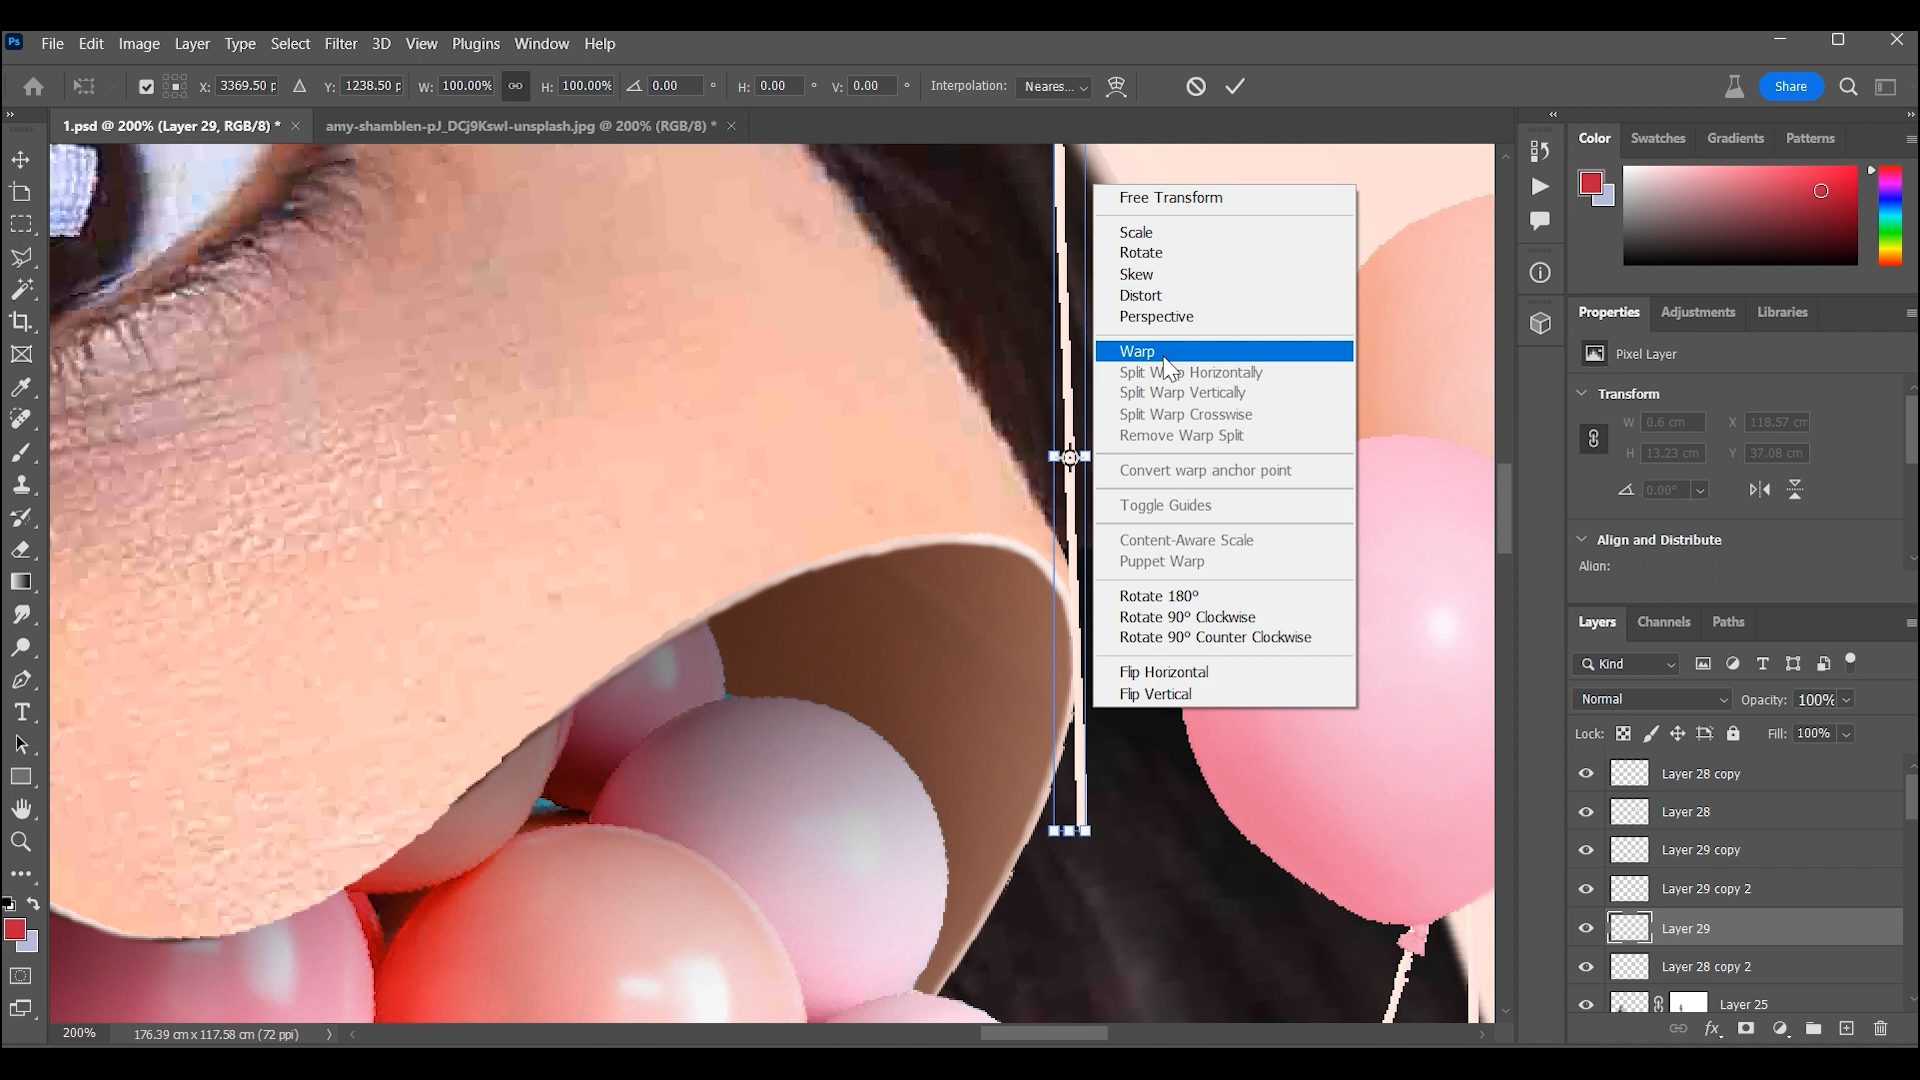 Ps File Edit Image Layer Type Select Filter 3D View Plugins Window Help
X: 3369.50 p Y: 1238.50 p W: 100.00% H: 100.00% 0.00 ° H: 0.00 ° V: 0.00 ° Interpolation: Neares... Share
1.psd @ 200% (Layer 29, RGB/8) * amy-shamblen-pJ_DCj9KswI-unsplash.jpg @ 200% (RGB/8) *
Free Transform
Scale
Rotate
Skew
Distort
Perspective
Warp
Split Warp Horizontally
Split Warp Vertically
Split Warp Crosswise
Remove Warp Split
Convert warp anchor point
Toggle Guides
Content-Aware Scale
Puppet Warp
Rotate 180°
Rotate 90° Clockwise
Rotate 90° Counter Clockwise
Flip Horizontal
Flip Vertical
Color Swatches Gradients Patterns
Properties Adjustments Libraries
Pixel Layer
Transform
W 0.6 cm X 118.57 cm
H 13.23 cm Y 37.08 cm
0.00°
Align and Distribute
Align:
Layers Channels Paths
Kind
Normal Opacity: 100%
Lock: Fill: 100%
Layer 28 copy
Layer 28
Layer 29 copy
Layer 29 copy 2
Layer 29
Layer 28 copy 2
Layer 25
fx
200% 176.39 cm x 117.58 cm (72 ppi)